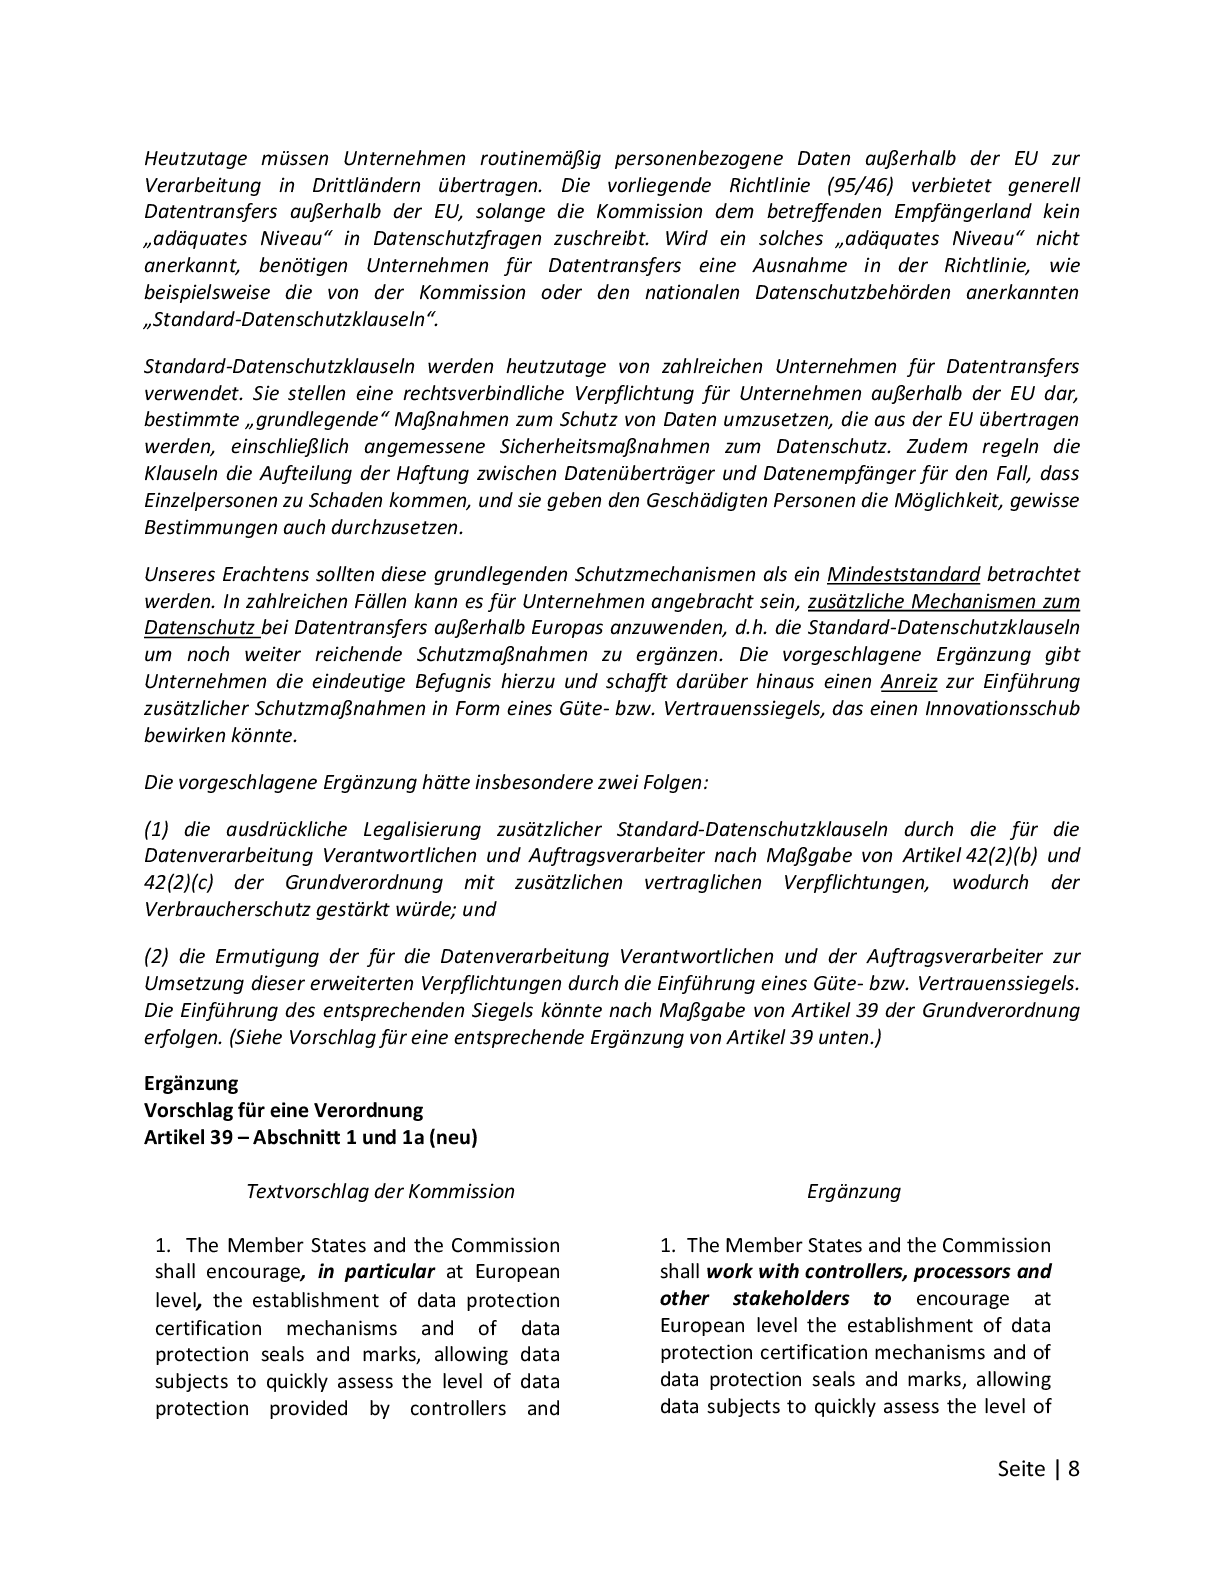 Heutzutage müssen Unternehmen routinemäßig personenbezogene Daten außerhalb der EU zur
Verarbeitung in Drittländern übertragen. Die vorliegende Richtlinie (95/46) verbietet generell
Datentransfers außerhalb der EU, solange die Kommission dem betreffenden Empfängerland kein
„adäquates Niveau“ in Datenschutzfragen zuschreibt. Wird ein solches „adäquates Niveau“ nicht
anerkannt, benötigen Unternehmen für Datentransfers eine Ausnahme in der Richtlinie, wie
beispielsweise die von der Kommission oder den nationalen Datenschutzbehörden anerkannten
„Standard-Datenschutzklauseln“.
Standard-Datenschutzklauseln werden heutzutage von zahlreichen Unternehmen für Datentransfers
verwendet. Sie stellen eine rechtsverbindliche Verpflichtung für Unternehmen außerhalb der EU dar,
bestimmte „grundlegende“ Maßnahmen zum Schutz von Daten umzusetzen, die aus der EU übertragen
werden, einschließlich angemessene Sicherheitsmaßnahmen zum Datenschutz. Zudem regeln die
Klauseln die Aufteilung der Haftung zwischen Datenüberträger und Datenempfänger für den Fall, dass
Einzelpersonen zu Schaden kommen, und sie geben den Geschädigten Personen die Möglichkeit, gewisse
Bestimmungen auch durchzusetzen.
Unseres Erachtens sollten diese grundlegenden Schutzmechanismen als ein Mindeststandard betrachtet
werden. In zahlreichen Fällen kann es für Unternehmen angebracht sein, zusätzliche Mechanismen zum
Datenschutz bei Datentransfers außerhalb Europas anzuwenden, d.h. die Standard-Datenschutzklauseln
um noch weiter reichende Schutzmaßnahmen zu ergänzen. Die vorgeschlagene Ergänzung gibt
Unternehmen die eindeutige Befugnis hierzu und schafft darüber hinaus einen Anreiz zur Einführung
zusätzlicher Schutzmaßnahmen in Form eines Güte- bzw. Vertrauenssiegels, das einen Innovationsschub
bewirken könnte.
Die vorgeschlagene Ergänzung hätte insbesondere zwei Folgen:
(1) die ausdrückliche Legalisierung zusätzlicher Standard-Datenschutzklauseln durch die für die
Datenverarbeitung Verantwortlichen und Auftragsverarbeiter nach Maßgabe von Artikel 42(2)(b) und
42(2)(c) der Grundverordnung mit zusätzlichen vertraglichen Verpflichtungen, wodurch der
Verbraucherschutz gestärkt würde; und
(2) die Ermutigung der für die Datenverarbeitung Verantwortlichen und der Auftragsverarbeiter zur
Umsetzung dieser erweiterten Verpflichtungen durch die Einführung eines Güte- bzw. Vertrauenssiegels.
Die Einführung des entsprechenden Siegels könnte nach Maßgabe von Artikel 39 der Grundverordnung
erfolgen. (Siehe Vorschlag für eine entsprechende Ergänzung von Artikel 39 unten.)
Ergänzung
Vorschlag für eine Verordnung
Artikel 39 – Abschnitt 1 und 1a (neu)
Textvorschlag der Kommission
1. The Member States and the Commission
shall encourage, in particular at European
level, the establishment of data protection
certification mechanisms and of data
protection seals and marks, allowing data
subjects to quickly assess the level of data
protection provided by controllers and
Ergänzung
1. The Member States and the Commission
shall work with controllers, processors and
other stakeholders to encourage at
European level the establishment of data
protection certification mechanisms and of
data protection seals and marks, allowing
data subjects to quickly assess the level of
Seite | 8